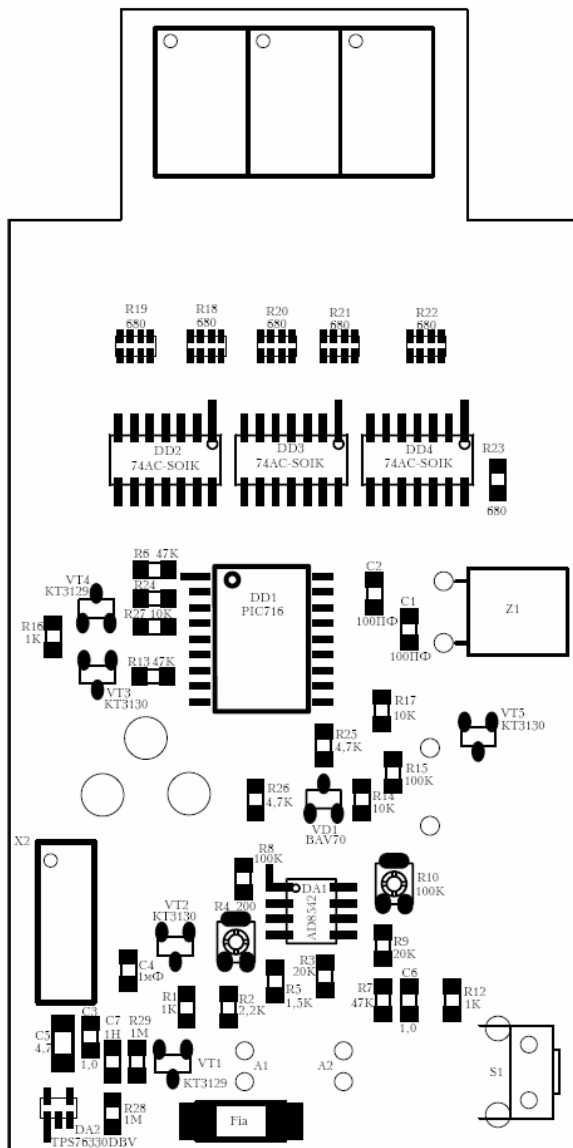 R19
680
R18
680
R20
680
R21
680
R22
680
DD2
74AC-SOIK
DD3
74AC-SOIK
DD4
74AC-SOIK
R23
680
R6 47K
VT4
KT3129
R24
R27 10K
R16
1K
R13 47K
VT3
KT3130
DD1
PIC716
C2
100ПФ
C1
100ПФ
Z1
R17
10K
VT5
KT3130
R25
4,7K
R15
100K
R26
4,7K
R14
10K
VD1
BAV70
X2
R8
100K
R10
100K
DA1
AD8542
VT2
KT3130
R4 200
R9
20K
C4
1мФ
R3
20K
R5
1,5K
R1
1K
R2
2,2K
R7
47K
C6
1,0
R12
1K
C3
1,0
C5
4,7
C7
1H
R29
1M
VT1
KT3129
A1
A2
S1
R28
1M
Fia
DA2
TPS76330DBV